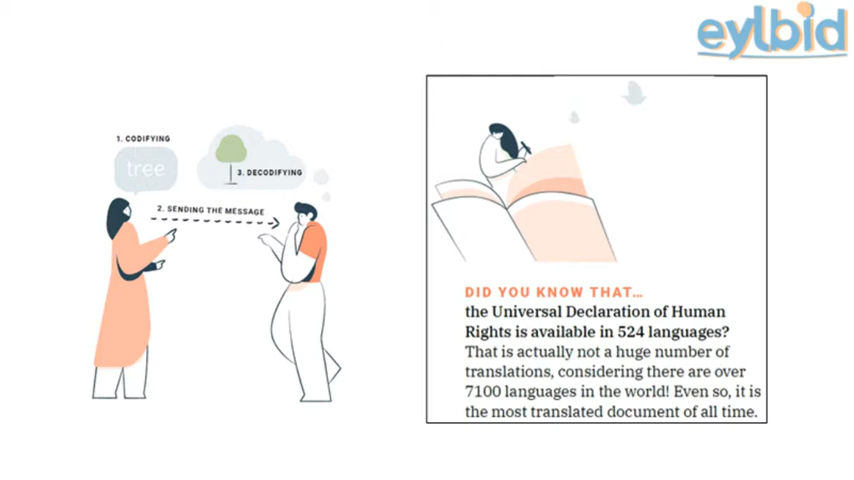 eylbid
1. CODIFYING
tree
3. DECODIFYING
2. SENDING THE MESSAGE
DID YOU KNOW THAT...
the Universal Declaration of Human
Rights is available in 524 languages?
That is actually not a huge number of
translations, considering there are over
7100 languages in the world! Even so, it is
the most translated document of all time.